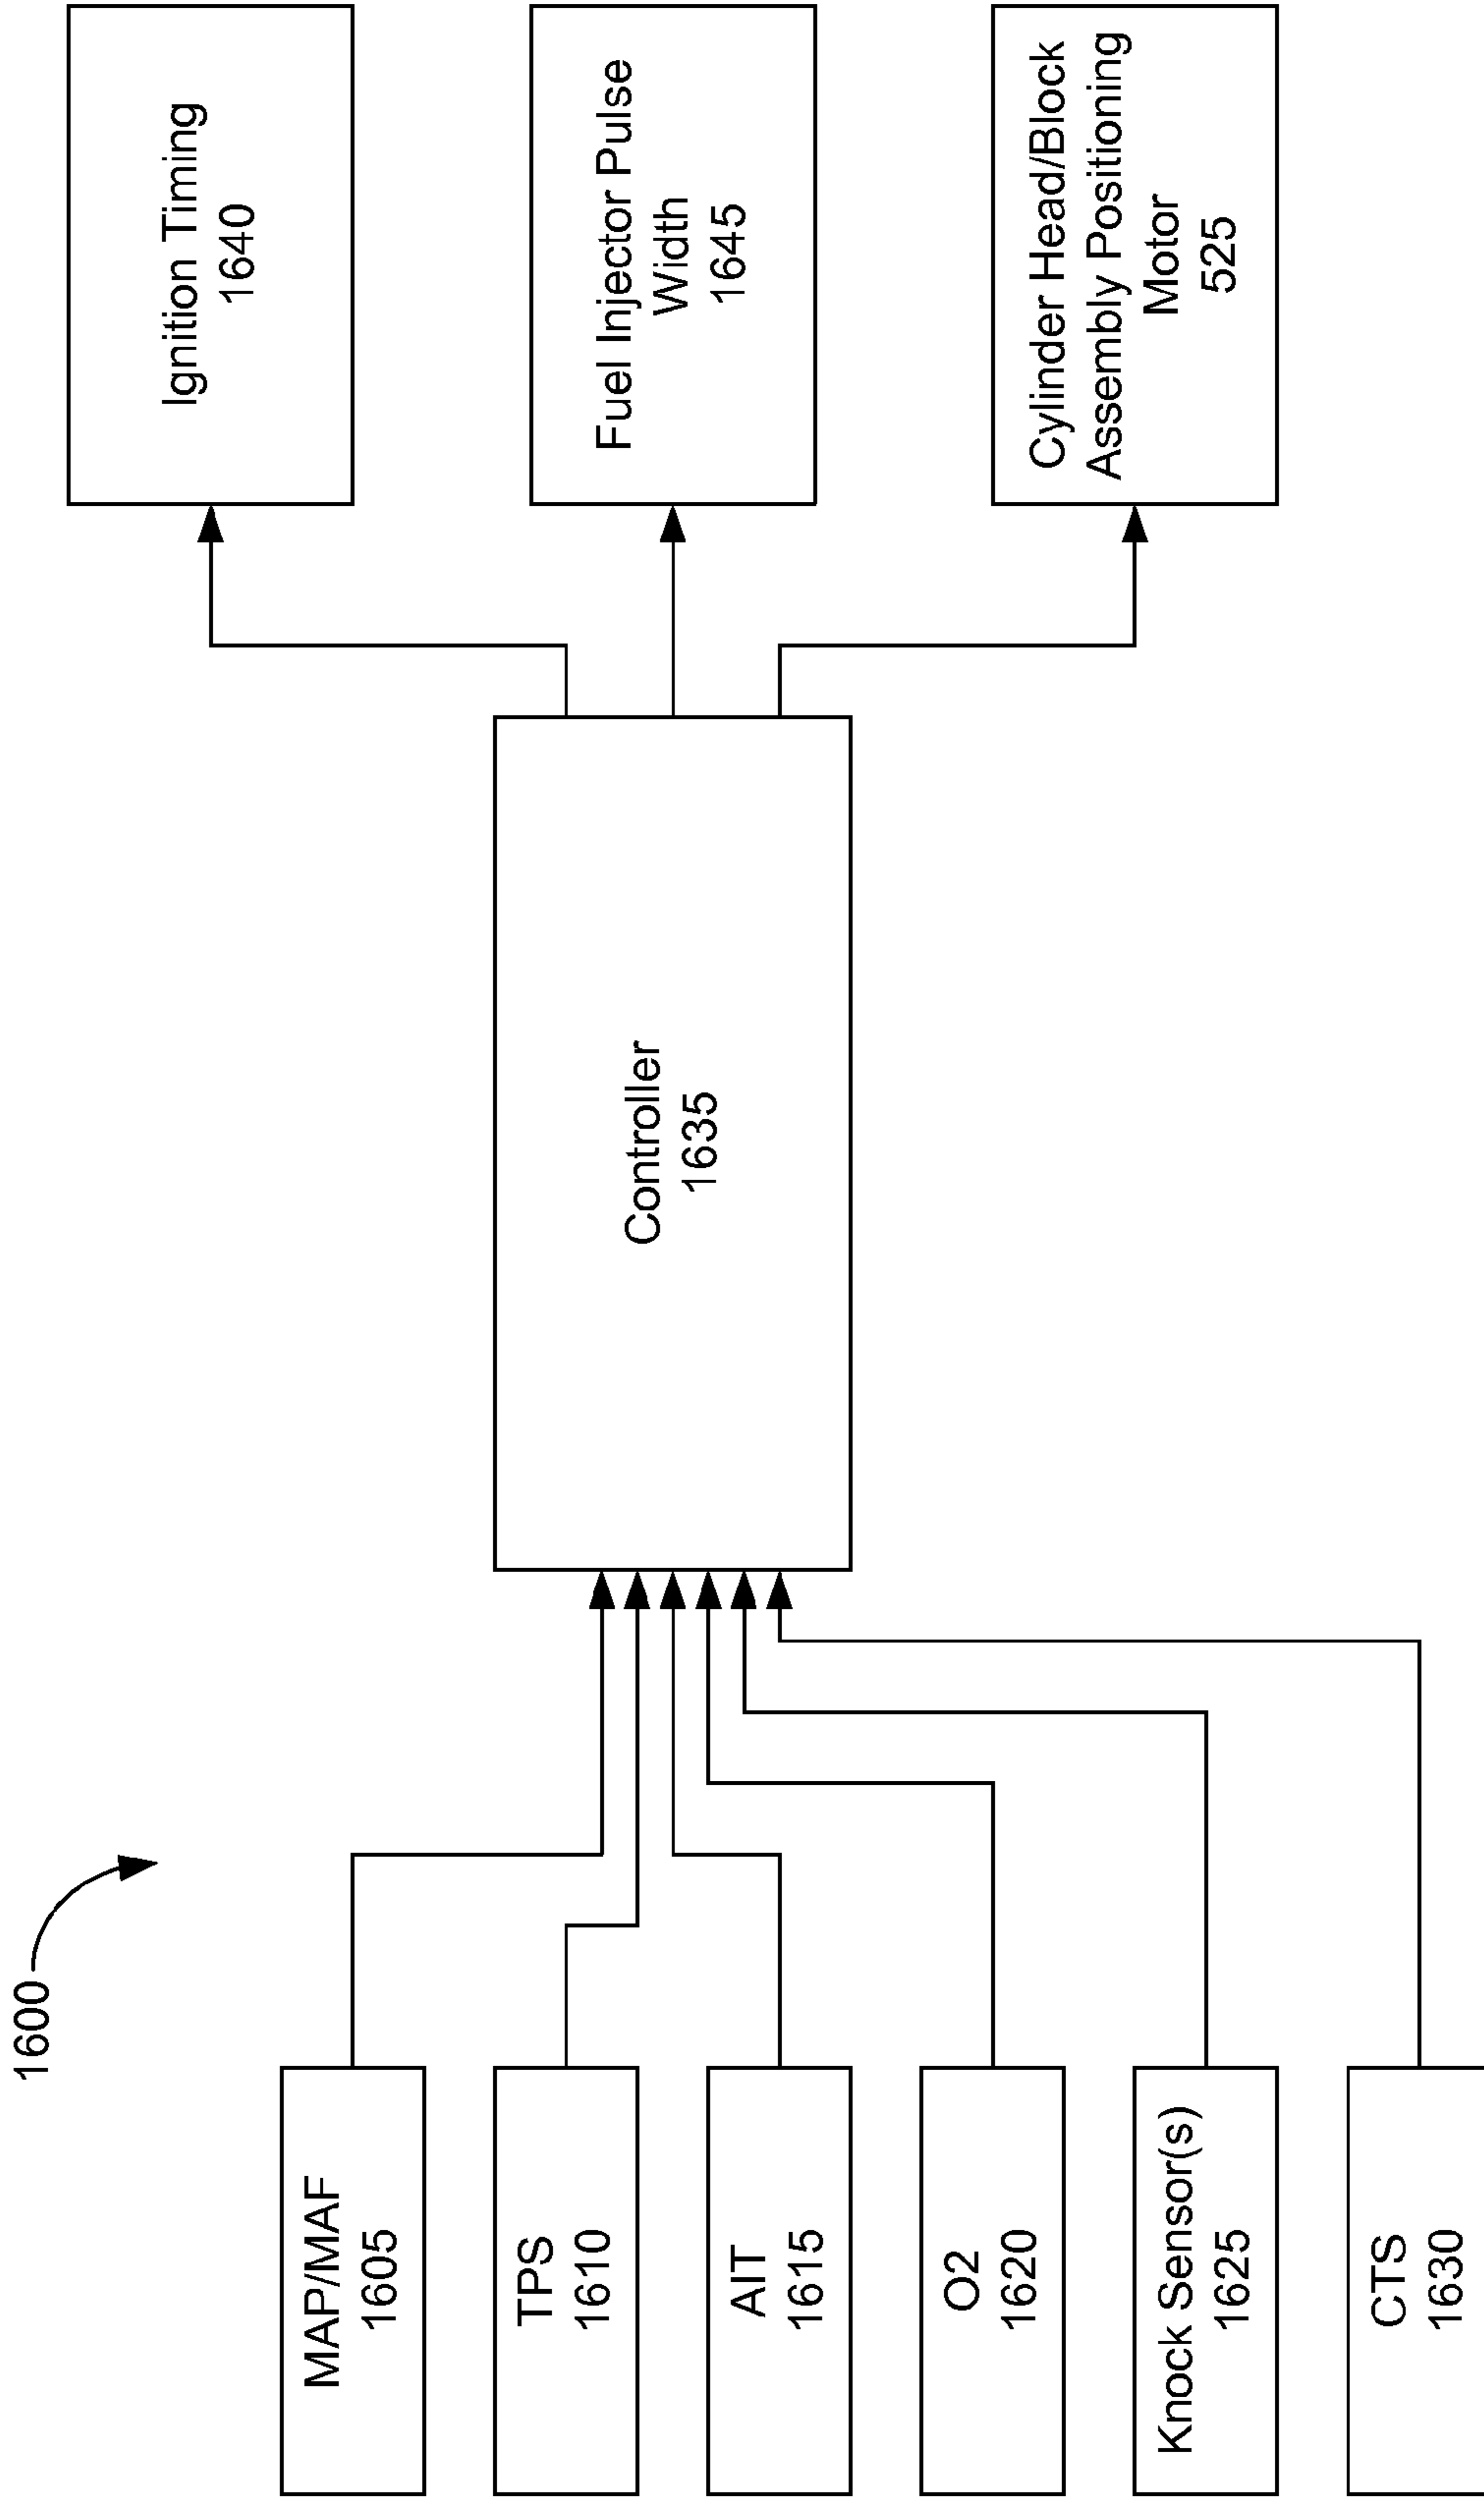 1600
MAP/MAF
1605
TPS
1610
AIT
1615
O2
1620
Knock Sensor(s)
1625
CTS
1630
Controller
1635
Ignition Timing
1640
Fuel Injector Pulse
Width
1645
Cylinder Head/Block
Assembly Positioning
Motor
525